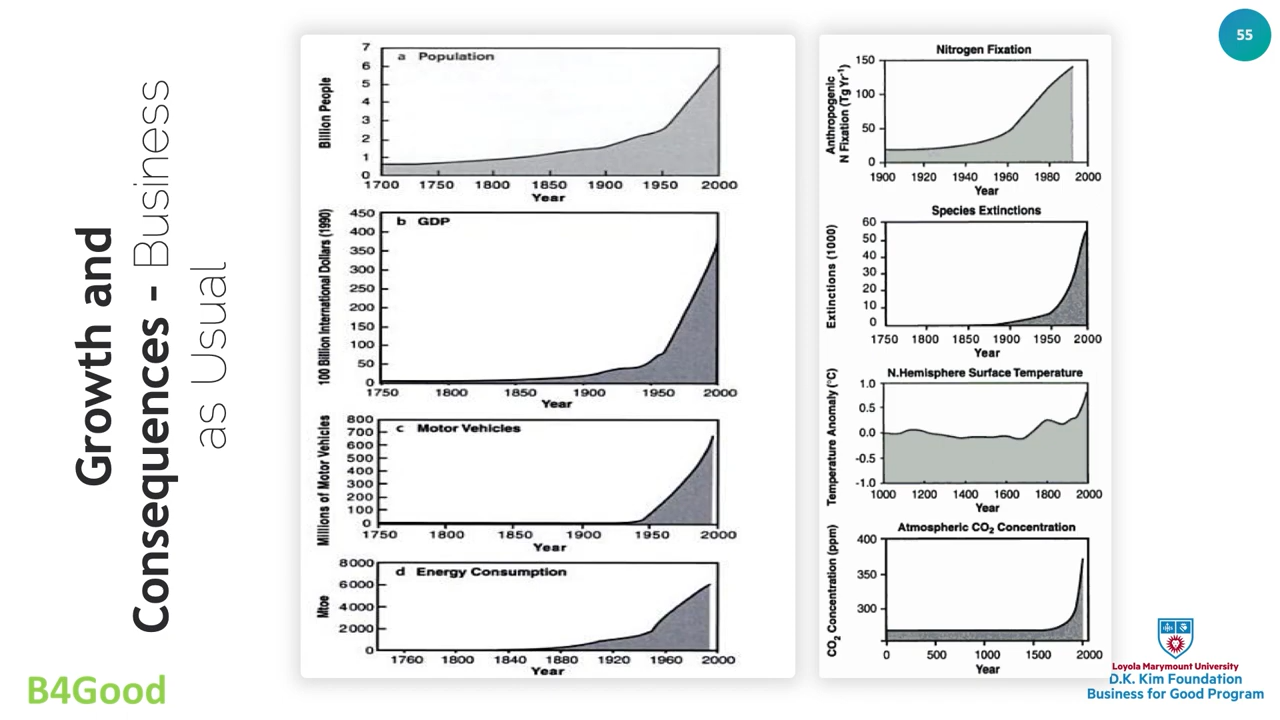 55
Growth and
Consequences - Business
as Usual
a Population
Billion People
7
6
5
4
3
2
1
0
1700 1750 1800 1850 1900 1950 2000
Year
b GDP
100 Billion International Dollars (1990)
450
400
350
300
250
200
150
100
50
0
1750 1800 1850 1900 1950 2000
Year
c Motor Vehicles
Millions of Motor Vehicles
800
700
600
500
400
300
200
100
0
1750 1800 1850 1900 1950 2000
Year
d Energy Consumption
Mtoe
8000
6000
4000
2000
0
1760 1800 1840 1880 1920 1960 2000
Year
Nitrogen Fixation
Anthropogenic
N Fixation (Tg Yr⁻¹)
150
100
50
0
1900 1920 1940 1960 1980 2000
Year
Species Extinctions
Extinctions (1000)
60
50
40
30
20
10
0
1750 1800 1850 1900 1950 2000
Year
N.Hemisphere Surface Temperature
Temperature Anomaly (°C)
1.0
0.5
0.0
-0.5
-1.0
1000 1200 1400 1600 1800 2000
Year
Atmospheric CO₂ Concentration
CO₂ Concentration (ppm)
400
350
300
0 500 1000 1500 2000
Year
B4Good
Loyola Marymount University
D.K. Kim Foundation
Business for Good Program